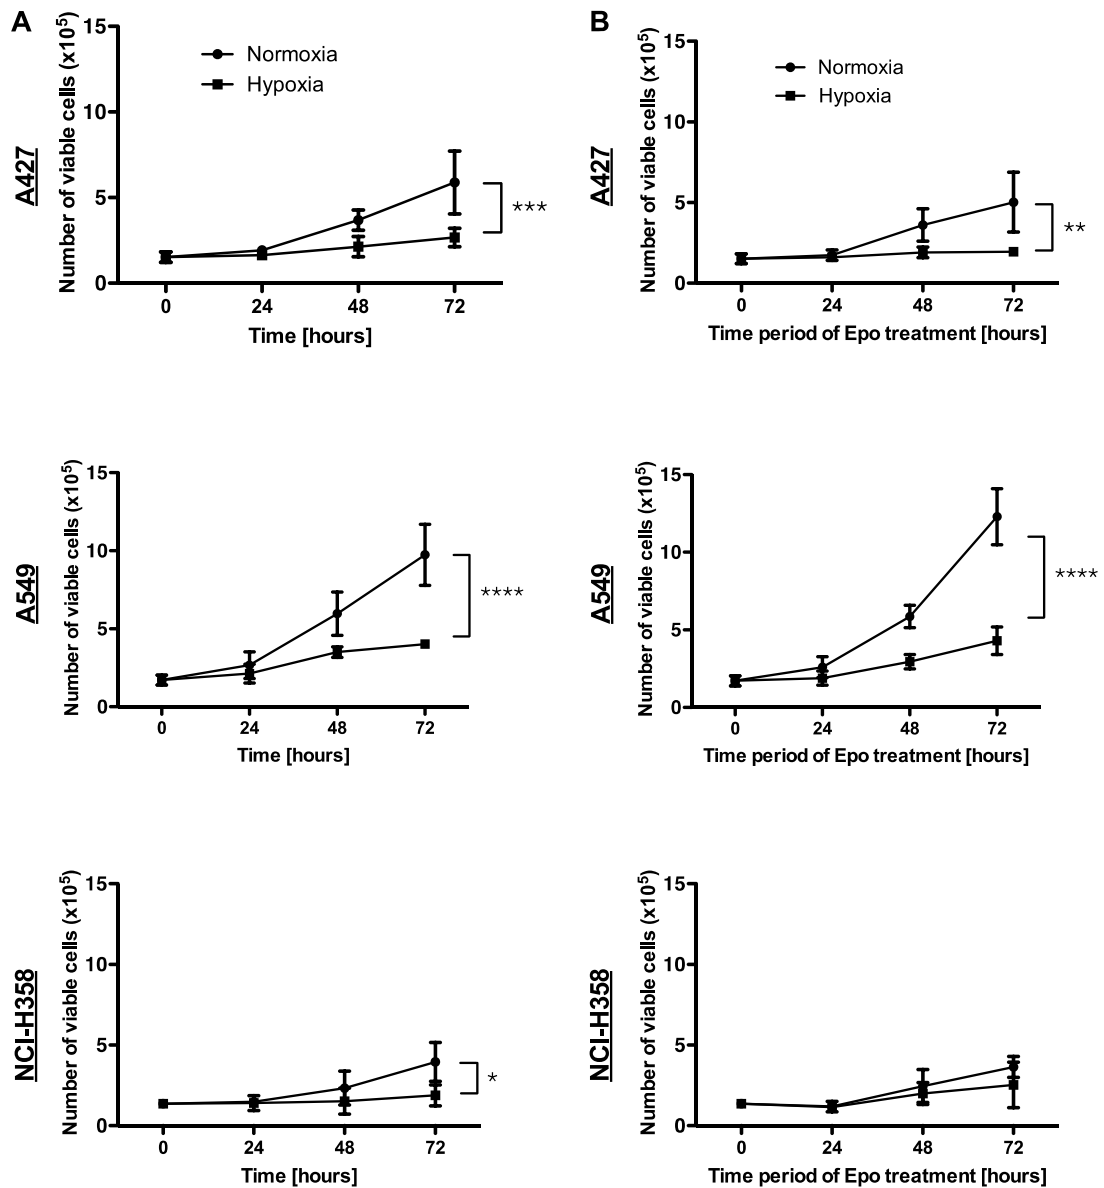 A
A427
Number of viable cells (x10⁵)
15
10
5
0
Normoxia
Hypoxia
***
0 24 48 72
Time [hours]
B
A427
Number of viable cells (x10⁵)
15
10
5
0
Normoxia
Hypoxia
**
0 24 48 72
Time period of Epo treatment [hours]
A549
Number of viable cells (x10⁵)
15
10
5
0
****
0 24 48 72
Time [hours]
A549
Number of viable cells (x10⁵)
15
10
5
0
****
0 24 48 72
Time period of Epo treatment [hours]
NCI-H358
Number of viable cells (x10⁵)
15
10
5
0
*
0 24 48 72
Time [hours]
NCI-H358
Number of viable cells (x10⁵)
15
10
5
0
0 24 48 72
Time period of Epo treatment [hours]